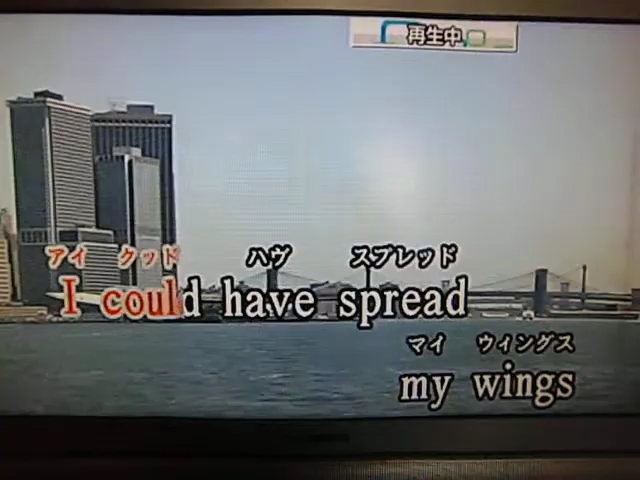 再生中
アイ クッド ハヴ スプレッド
I could have spread
マイ ウィングス
my wings